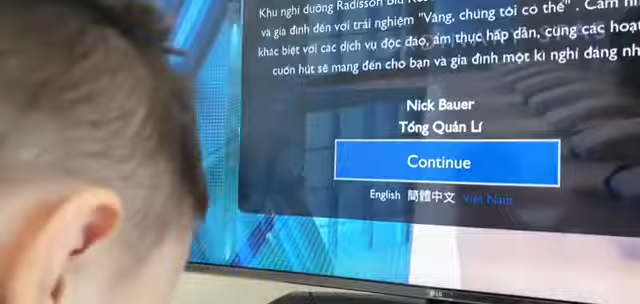 Khu nghỉ dưỡng Radisson Blu
và gia đình đến với trải nghiệm "Vâng, chúng tôi có thể" . Cảm
khác biệt với các dịch vụ độc đáo, ẩm thực hấp dẫn, cùng các hoạt
cuốn hút sẽ mang đến cho bạn và gia đình một kì nghỉ đáng
Nick Bauer
Tổng Quản Lí
Continue
English 簡體中文 Việt Nam
LG